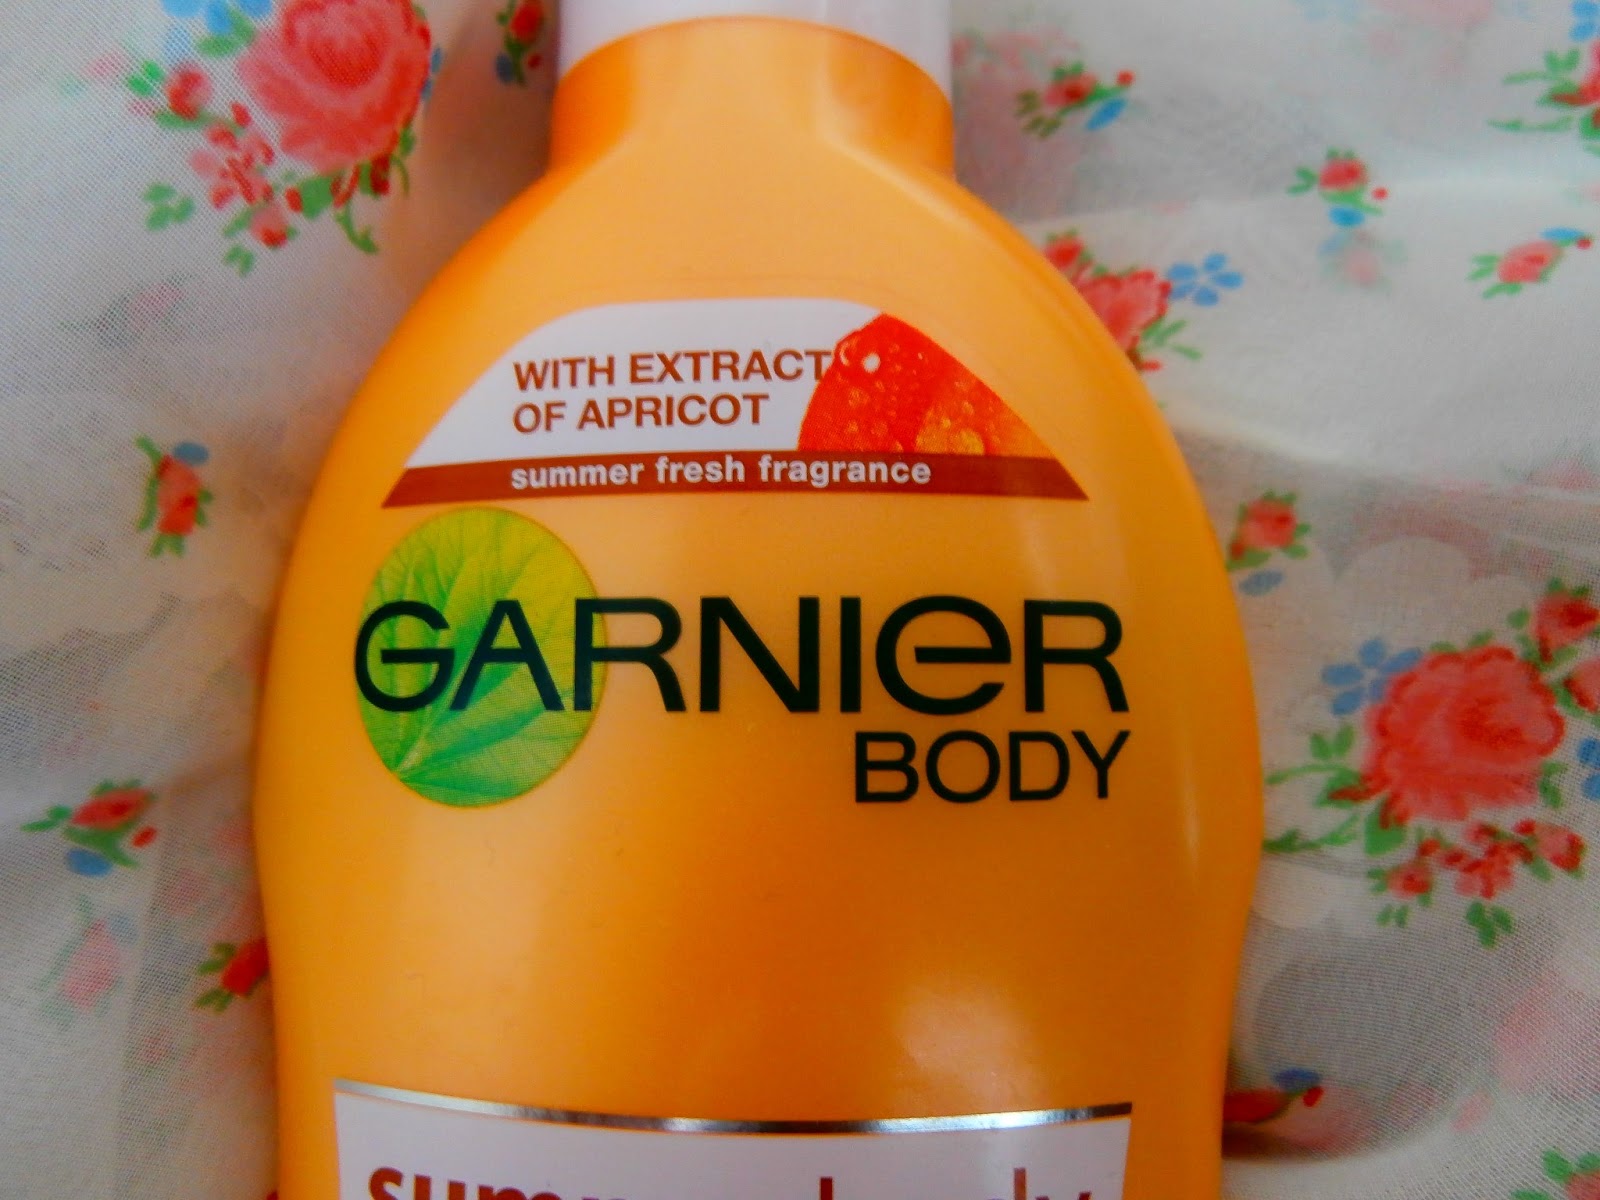 WITH EXTRACT
OF APRICOT
summer fresh fragrance
GARNIER
BODY